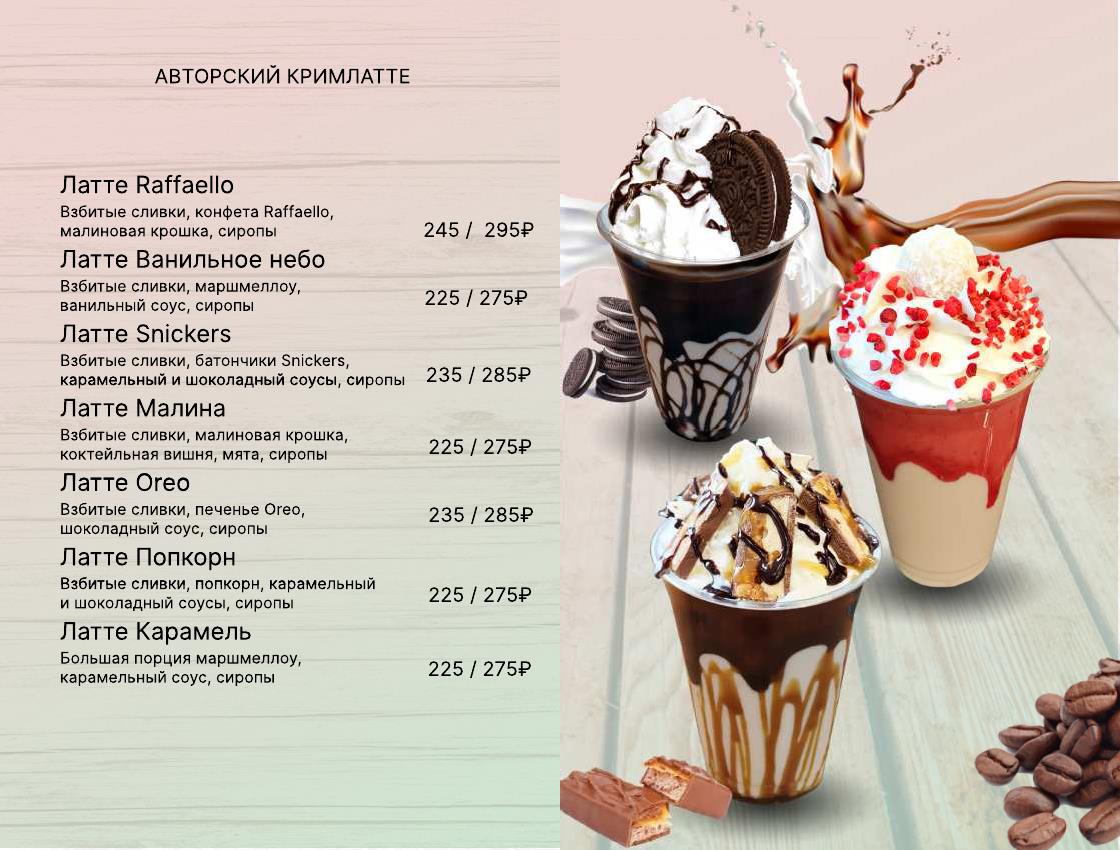 АВТОРСКИЙ КРИМЛАТТЕ
Латте Raffaello
Взбитые сливки, конфета Raffaello,
малиновая крошка, сиропы
245 / 295₽
Латте Ванильное небо
Взбитые сливки, маршмеллоу,
ванильный соус, сиропы
225 / 275₽
Латте Snickers
Взбитые сливки, батончики Snickers,
карамельный и шоколадный соусы, сиропы
235 / 285₽
Латте Малина
Взбитые сливки, малиновая крошка,
коктейльная вишня, мята, сиропы
225 / 275₽
Латте Oreo
Взбитые сливки, печенье Oreo,
шоколадный соус, сиропы
235 / 285₽
Латте Попкорн
Взбитые сливки, попкорн, карамельный
и шоколадный соусы, сиропы
225 / 275₽
Латте Карамель
Большая порция маршмеллоу,
карамельный соус, сиропы
225 / 275₽